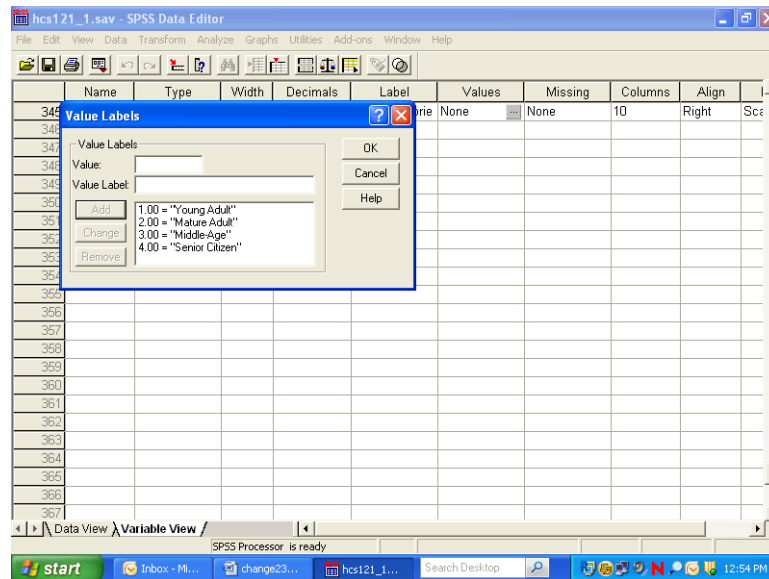 hcs121_1.sav - SPSS Data Editor
File Edit View Data Transform Analyze Graphs Utilities Add-ons Window Help
Name Type Width Decimals Label Values Missing Columns Align
345 orie None ... None 10 Right Sca
Value Labels
Value Labels
Value:
Value Label:
Add
Change
Remove
1.00 = "Young Adult"
2.00 = "Mature Adult"
3.00 = "Middle-Age"
4.00 = "Senior Citizen"
OK
Cancel
Help
346
347
348
349
350
351
352
353
354
355
356
357
358
359
360
361
362
363
364
365
366
367
Data View Variable View
SPSS Processor is ready
start Inbox - Mi... change23... hcs121_1... Search Desktop 12:54 PM